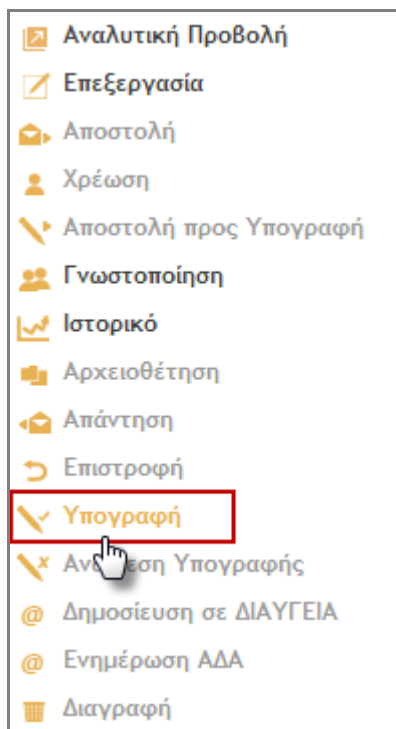 Αναλυτική Προβολή
Επεξεργασία
Αποστολή
Χρέωση
Αποστολή προς Υπογραφή
Γνωστοποίηση
Ιστορικό
Αρχειοθέτηση
Απάντηση
Επιστροφή
Υπογραφή
Υπογραφής
@ Δημοσίευση σε ΔΙΑΥΓΕΙΑ
@ Ενημέρωση ΑΔΑ
Διαγραφή